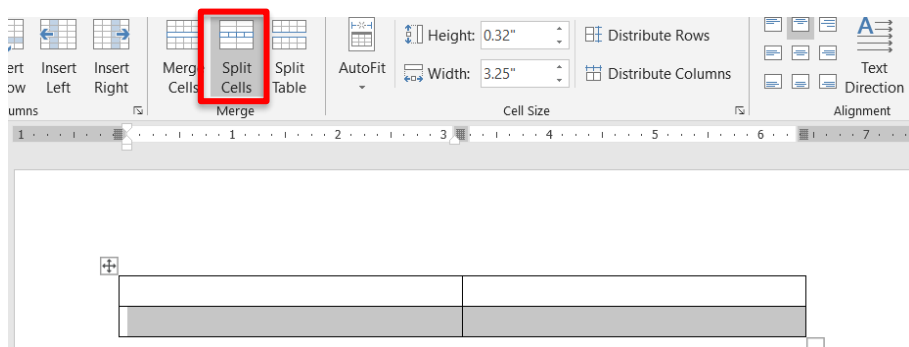 ert Insert Insert Merge Split Split AutoFit Height: 0.32" Distribute Rows Text
ow Left Right Cells Cells Table Width: 3.25" Distribute Columns Direction
umns Merge Cell Size Alignment
1 1 2 3 4 5 6 7